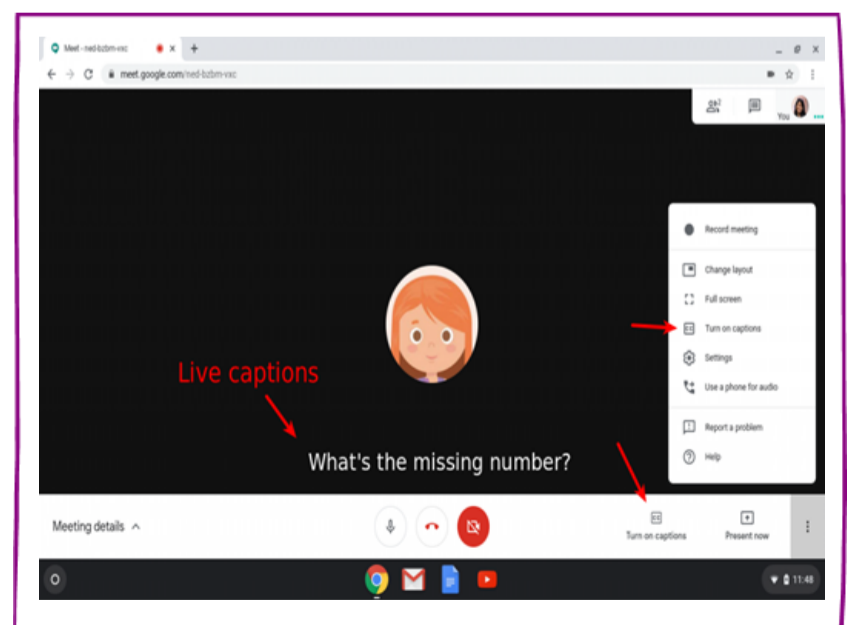 Meet - ned-bzbm-vxc
meet.google.com/ned-bzbm-vxc
2
You
Record meeting
Change layout
Full screen
Turn on captions
Settings
Use a phone for audio
Report a problem
Help
Live captions
What's the missing number?
Meeting details
Turn on captions
Present now
11:48